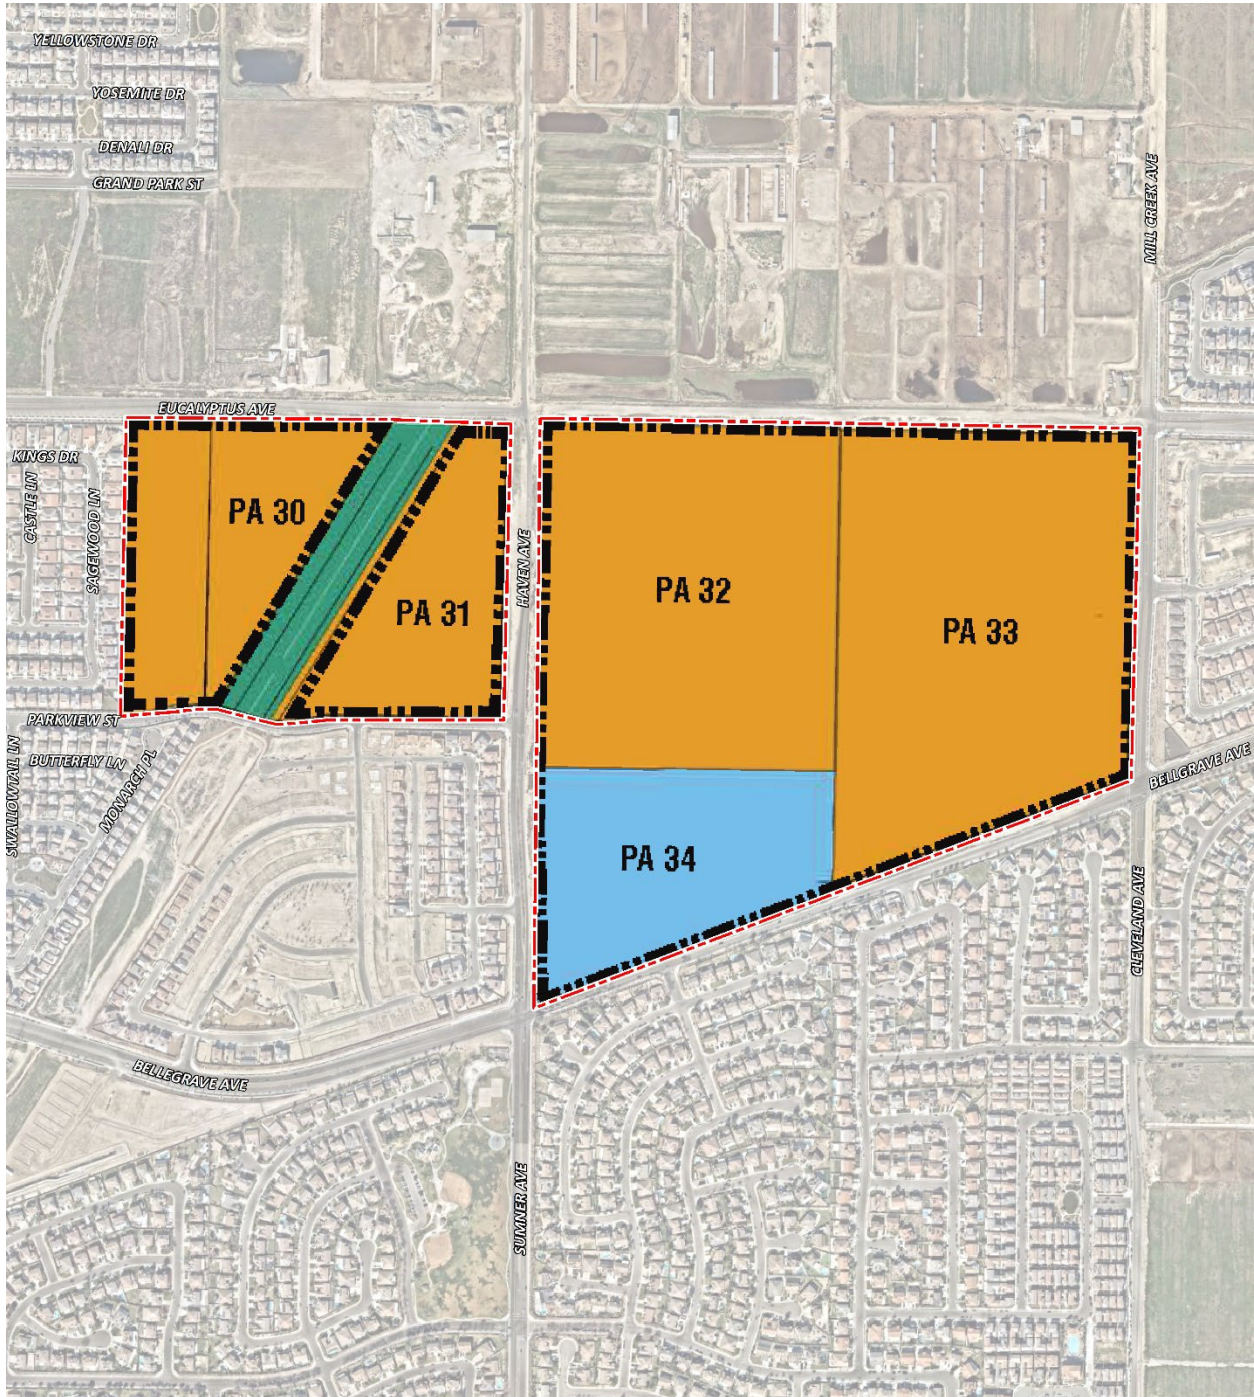 YELLOWSTONE DR
YOSEMITE DR
DENALI DR
GRAND PARK ST
MILL CREEK AVE
EUCALYPTUS AVE
KINGS DR
CASTLE LN
SAGEWOOD LN
PA 30
HAVEN AVE
PA 31
PA 32
PA 33
PARKVIEW ST
BUTTERFLY LN
SWALLOWTAIL LN
MONARCH PL
BELLGRAVE AVE
PA 34
CLEVELAND AVE
BELLEGRAVE AVE
SUMNER AVE